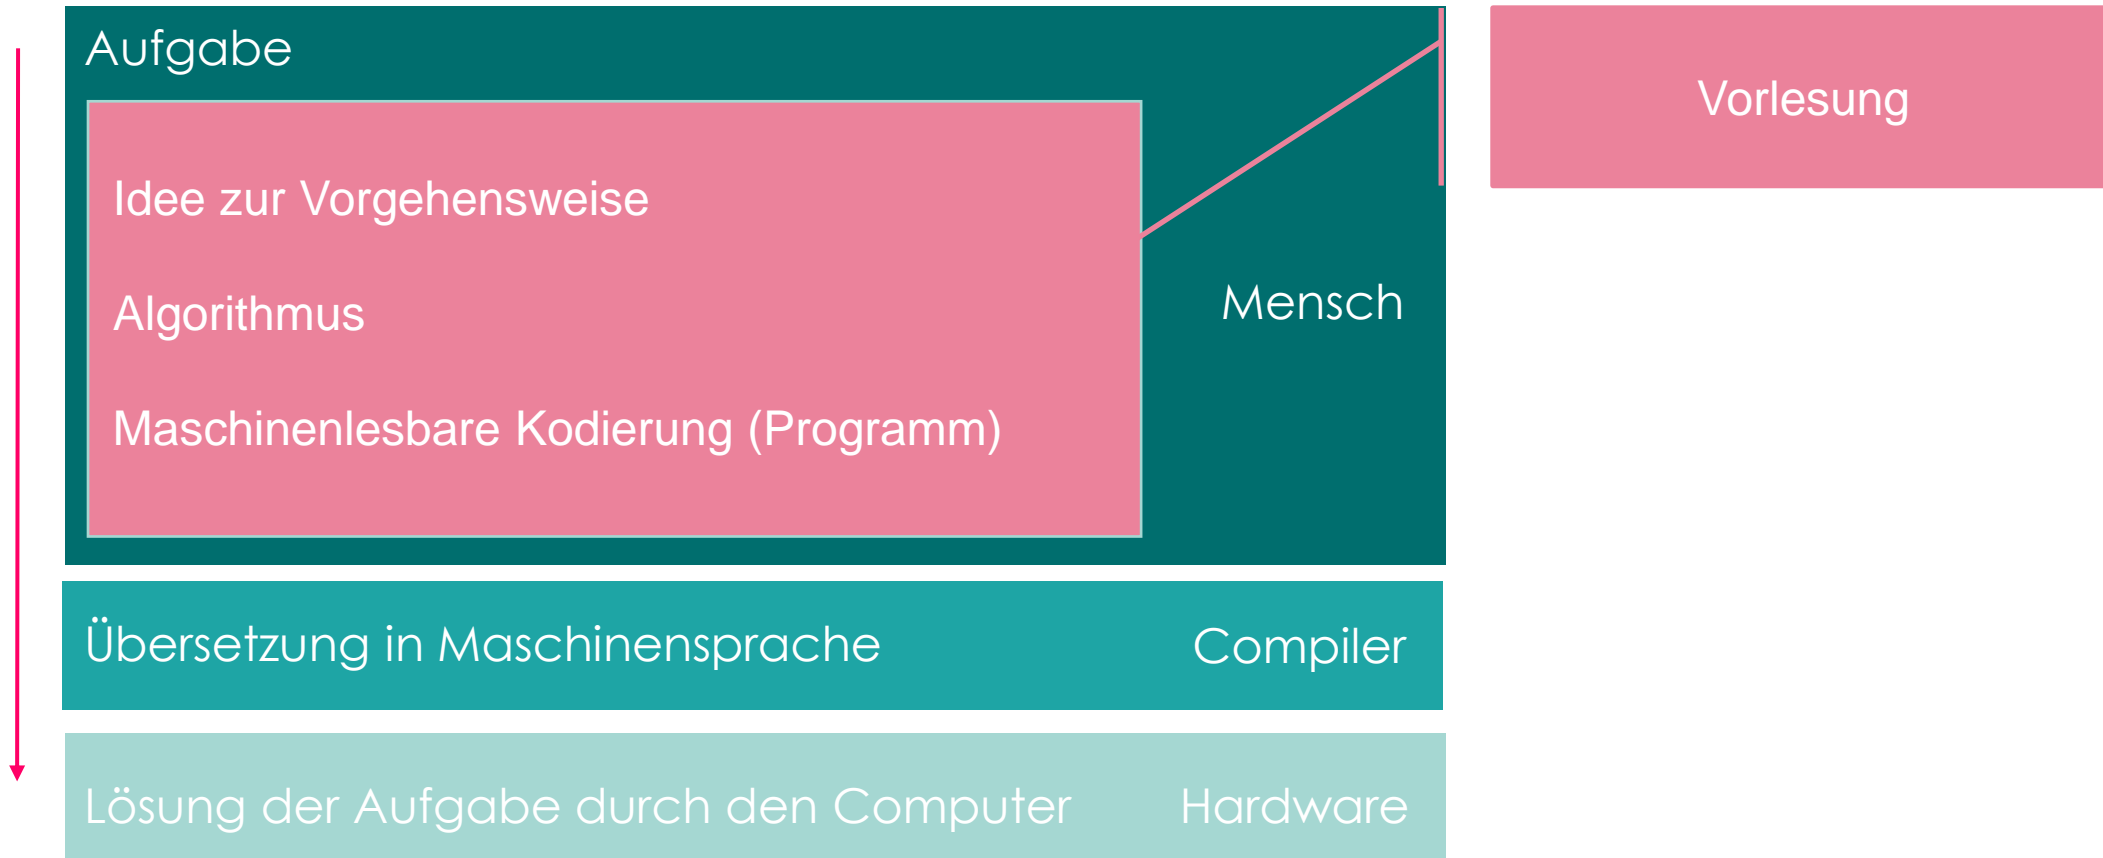 Aufgabe
Vorlesung
Idee zur Vorgehensweise
Algorithmus
Mensch
Maschinenlesbare Kodierung (Programm)
Übersetzung in Maschinensprache
Compiler
Lösung der Aufgabe durch den Computer
Hardware